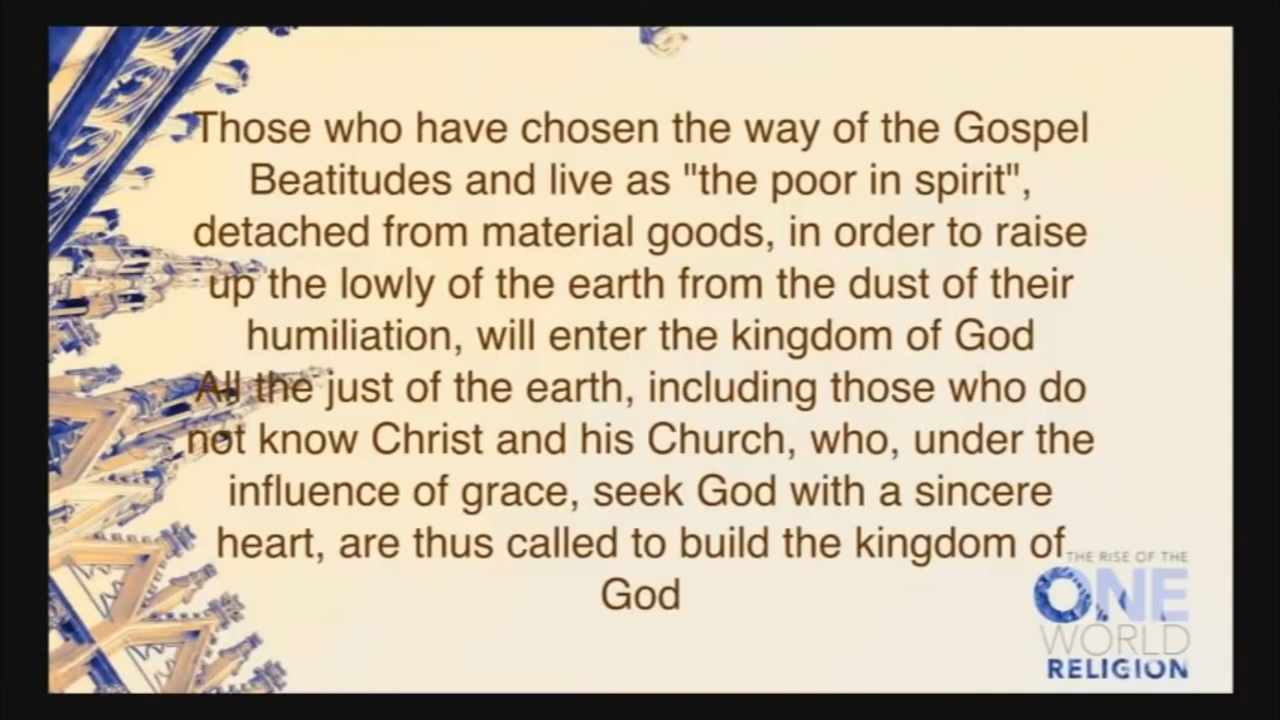 Those who have chosen the way of the Gospel
Beatitudes and live as "the poor in spirit",
detached from material goods, in order to raise
up the lowly of the earth from the dust of their
humiliation, will enter the kingdom of God
All the just of the earth, including those who do
not know Christ and his Church, who, under the
influence of grace, seek God with a sincere
heart, are thus called to build the kingdom of
God
THE RISE OF THE
ONE
WORLD
RELIGION